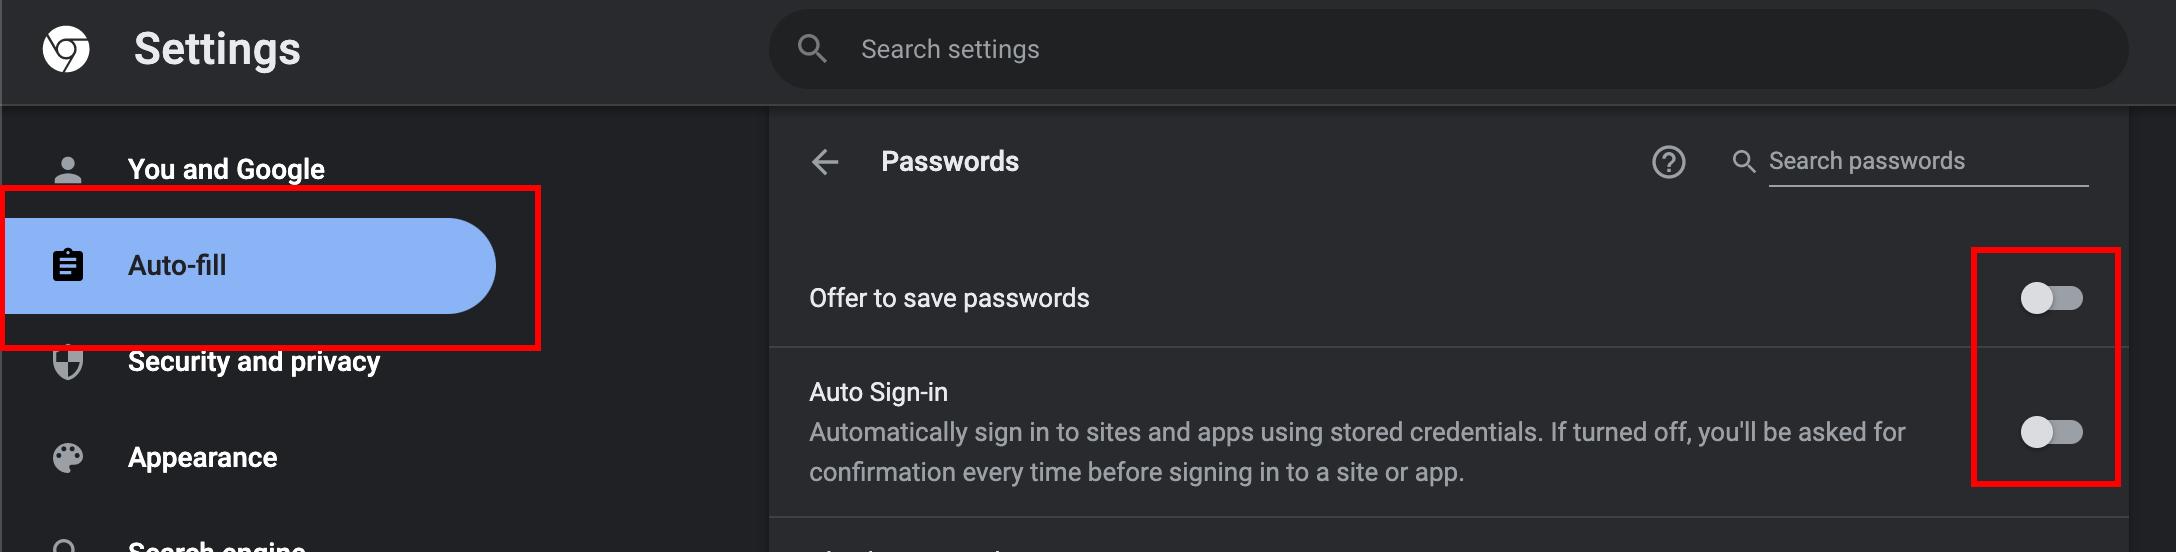 Settings
Search settings
You and Google
Auto-fill
Security and privacy
Appearance
Search engine
Passwords
Search passwords
Offer to save passwords
Auto Sign-in
Automatically sign in to sites and apps using stored credentials. If turned off, you'll be asked for
confirmation every time before signing in to a site or app.